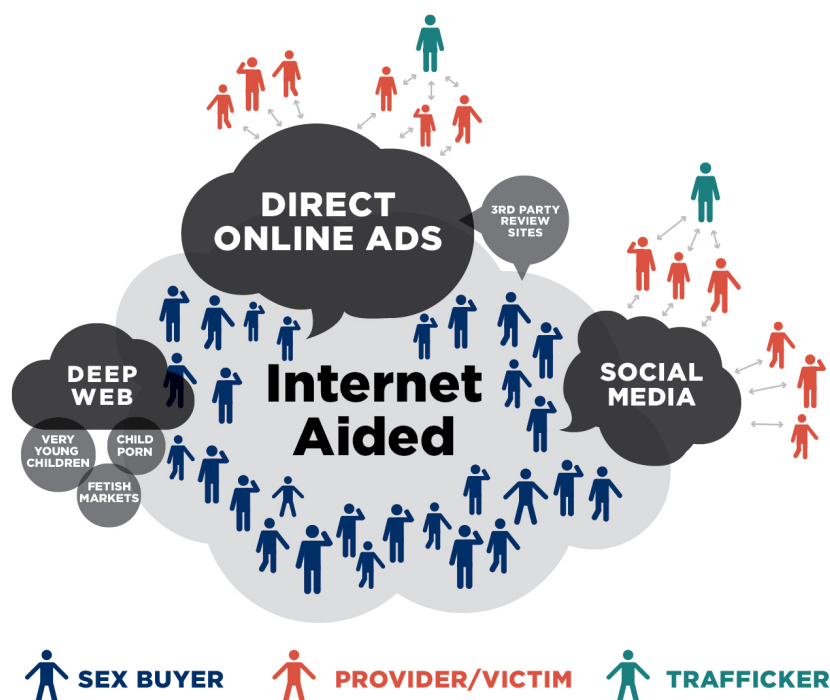 DIRECT
ONLINE ADS
3RD PARTY
REVIEW
SITES
DEEP
WEB
Internet
Aided
SOCIAL
MEDIA
VERY
YOUNG
CHILDREN
CHILD
PORN
FETISH
MARKETS
SEX BUYER
PROVIDER/VICTIM
TRAFFICKER